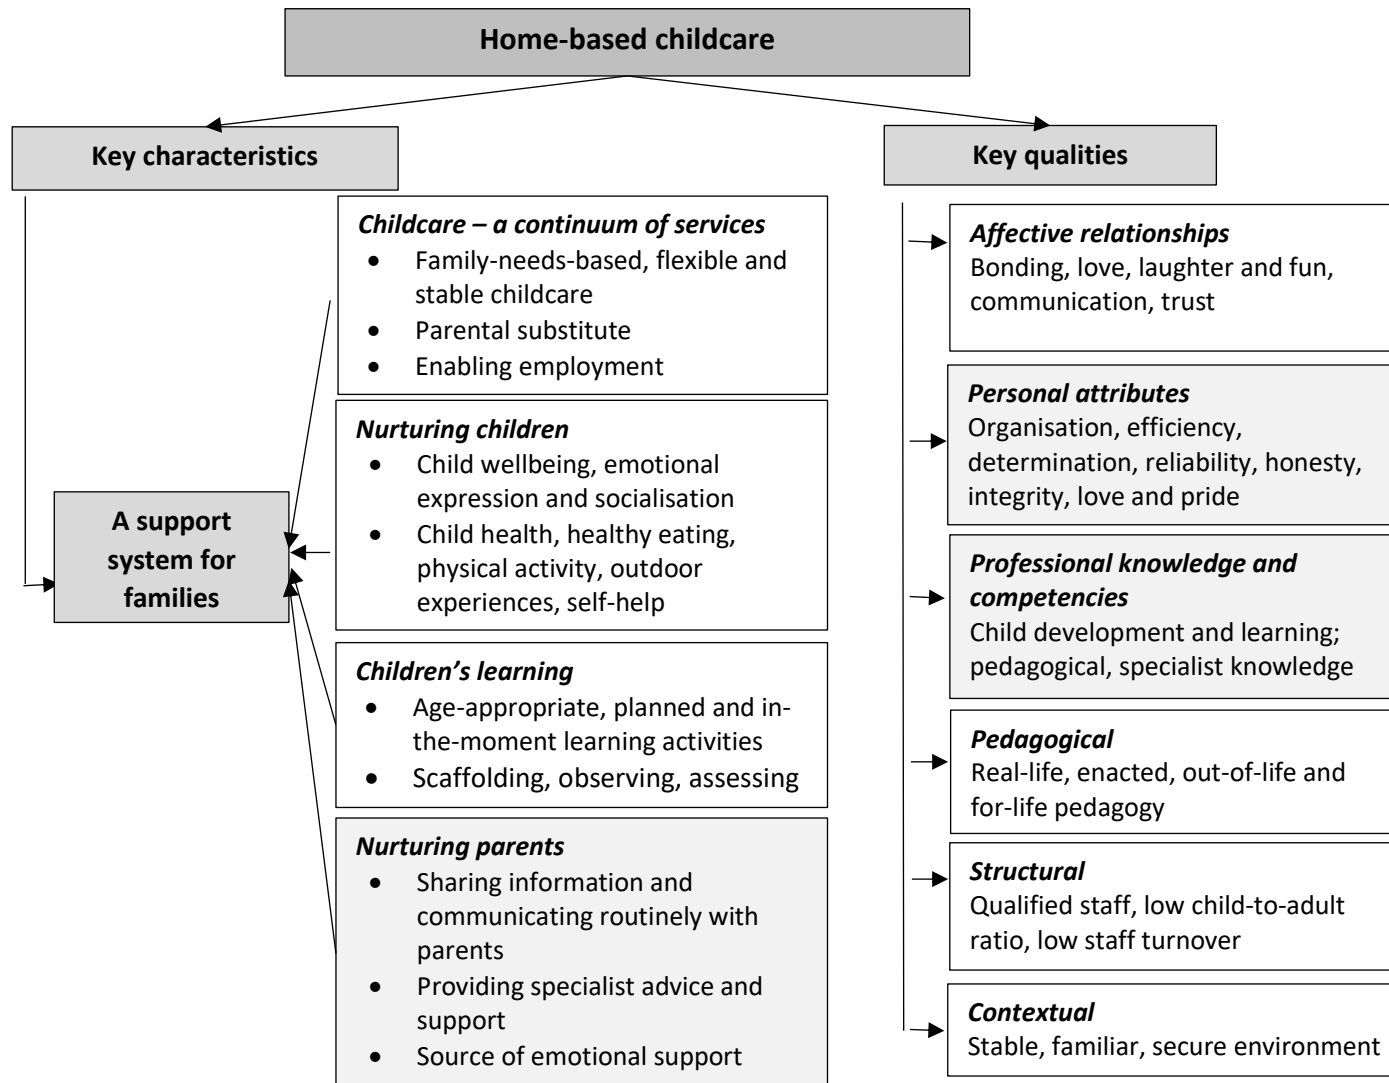 Home-based childcare
Key characteristics
Key qualities
A support
system for
families
Childcare – a continuum of services
• Family-needs-based, flexible and
stable childcare
• Parental substitute
• Enabling employment
Nurturing children
• Child wellbeing, emotional
expression and socialisation
• Child health, healthy eating,
physical activity, outdoor
experiences, self-help
Children’s learning
• Age-appropriate, planned and in-
the-moment learning activities
• Scaffolding, observing, assessing
Nurturing parents
• Sharing information and
communicating routinely with
parents
• Providing specialist advice and
support
• Source of emotional support
Affective relationships
Bonding, love, laughter and fun,
communication, trust
Personal attributes
Organisation, efficiency,
determination, reliability, honesty,
integrity, love and pride
Professional knowledge and
competencies
Child development and learning;
pedagogical, specialist knowledge
Pedagogical
Real-life, enacted, out-of-life and
for-life pedagogy
Structural
Qualified staff, low child-to-adult
ratio, low staff turnover
Contextual
Stable, familiar, secure environment